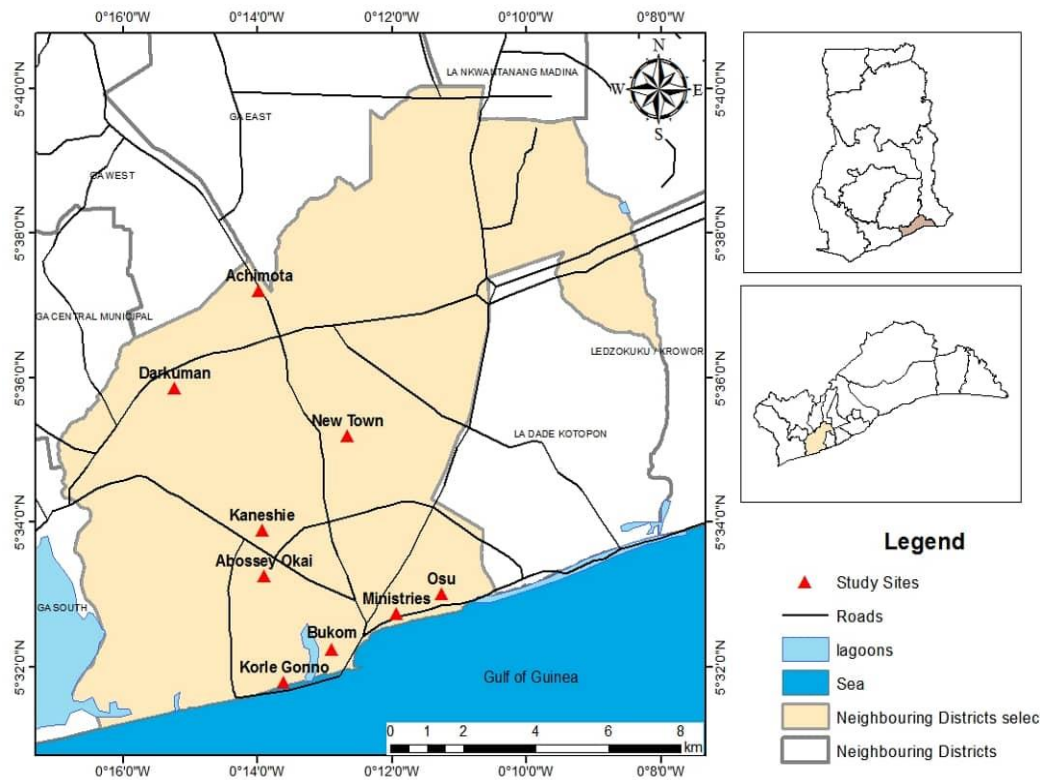 0°16'0"W 0°14'0"W 0°12'0"W 0°10'0"W 0°8'0"W
5°40'0"N
5°38'0"N
5°36'0"N
5°34'0"N
5°32'0"N
N
W E
S
LA NKWANTANANG MADINA
GA EAST
GA WEST
Achimota
GA CENTRAL MUNICIPAL
LEDZOKUKU / KROWOR
Darkuman
New Town
LA DADE KOTOPON
Kaneshie
Abossey Okai
Osu
Ministries
GA SOUTH
Bukom
Korle Gonno
Gulf of Guinea
0 1 2 4 6 8
km
5°40'0"N
5°38'0"N
5°36'0"N
5°34'0"N
5°32'0"N
0°16'0"W 0°14'0"W 0°12'0"W 0°10'0"W 0°8'0"W
Legend
Study Sites
Roads
lagoons
Sea
Neighbouring Districts selec
Neighbouring Districts